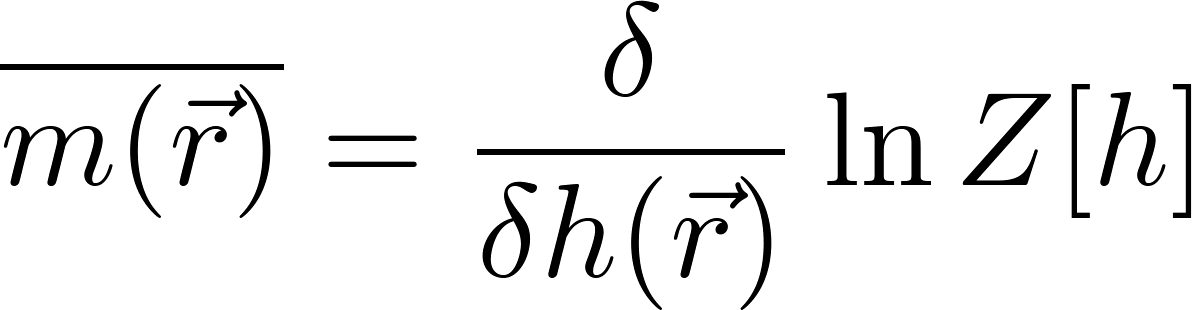 $\overline{m(\vec{r})} = \frac{\delta}{\delta h(\vec{r})} \ln Z[h]$